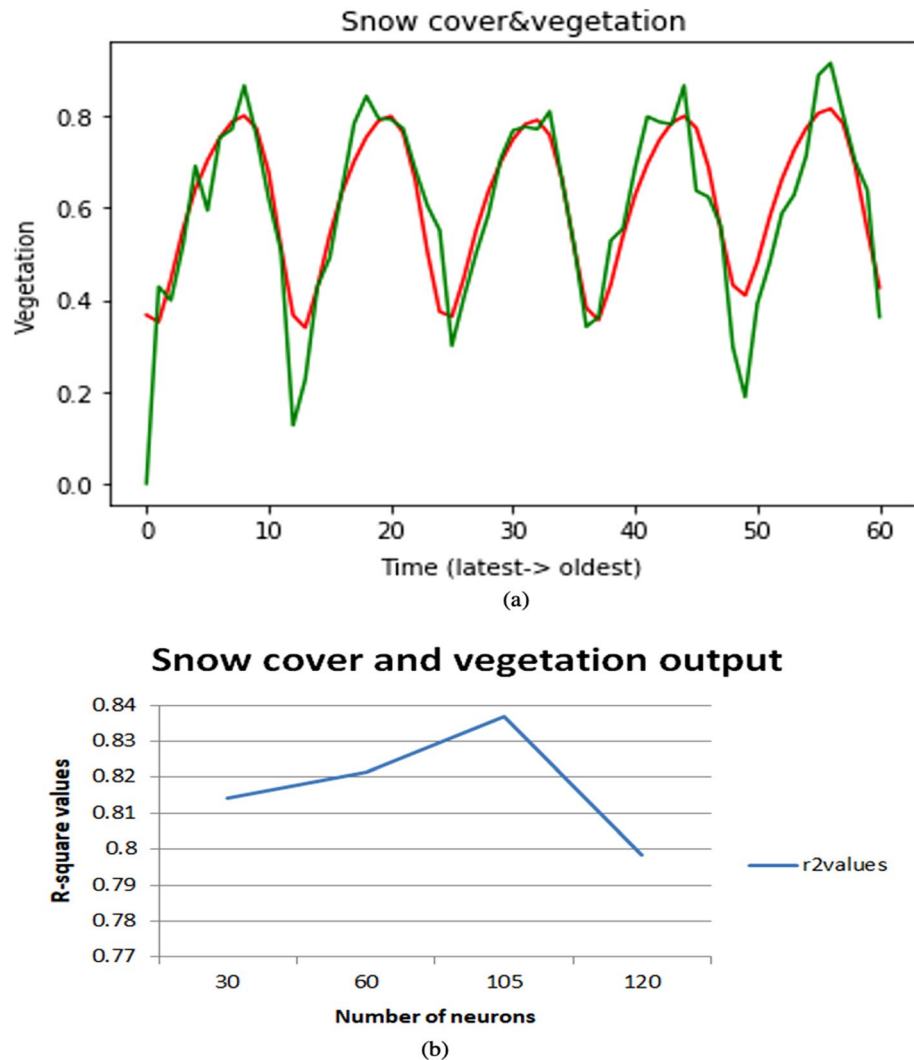 Snow cover&vegetation
Vegetation
0.8
0.6
0.4
0.2
0.0
0 10 20 30 40 50 60
Time (latest-> oldest)
(a)
Snow cover and vegetation output
R-square values
0.84
0.83
0.82
0.81
0.8
0.79
0.78
0.77
r2values
30 60 105 120
Number of neurons
(b)